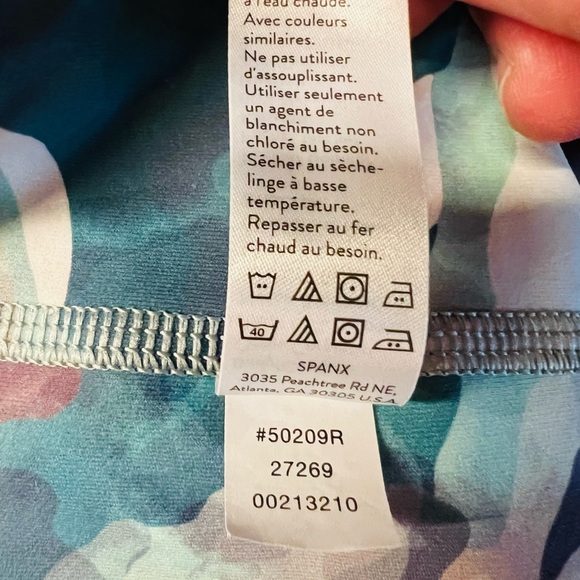 à l'eau chaude.
Avec couleurs
similaires.
Ne pas utiliser
d'assouplissant.
Utiliser seulement
un agent de
blanchiment non
chloré au besoin.
Sécher au sèche-
linge à basse
température.
Repasser au fer
chaud au besoin.
40
SPANX
3035 Peachtree Rd NE,
Atlanta, GA 30305 U.S.A.
#50209R
27269
00213210